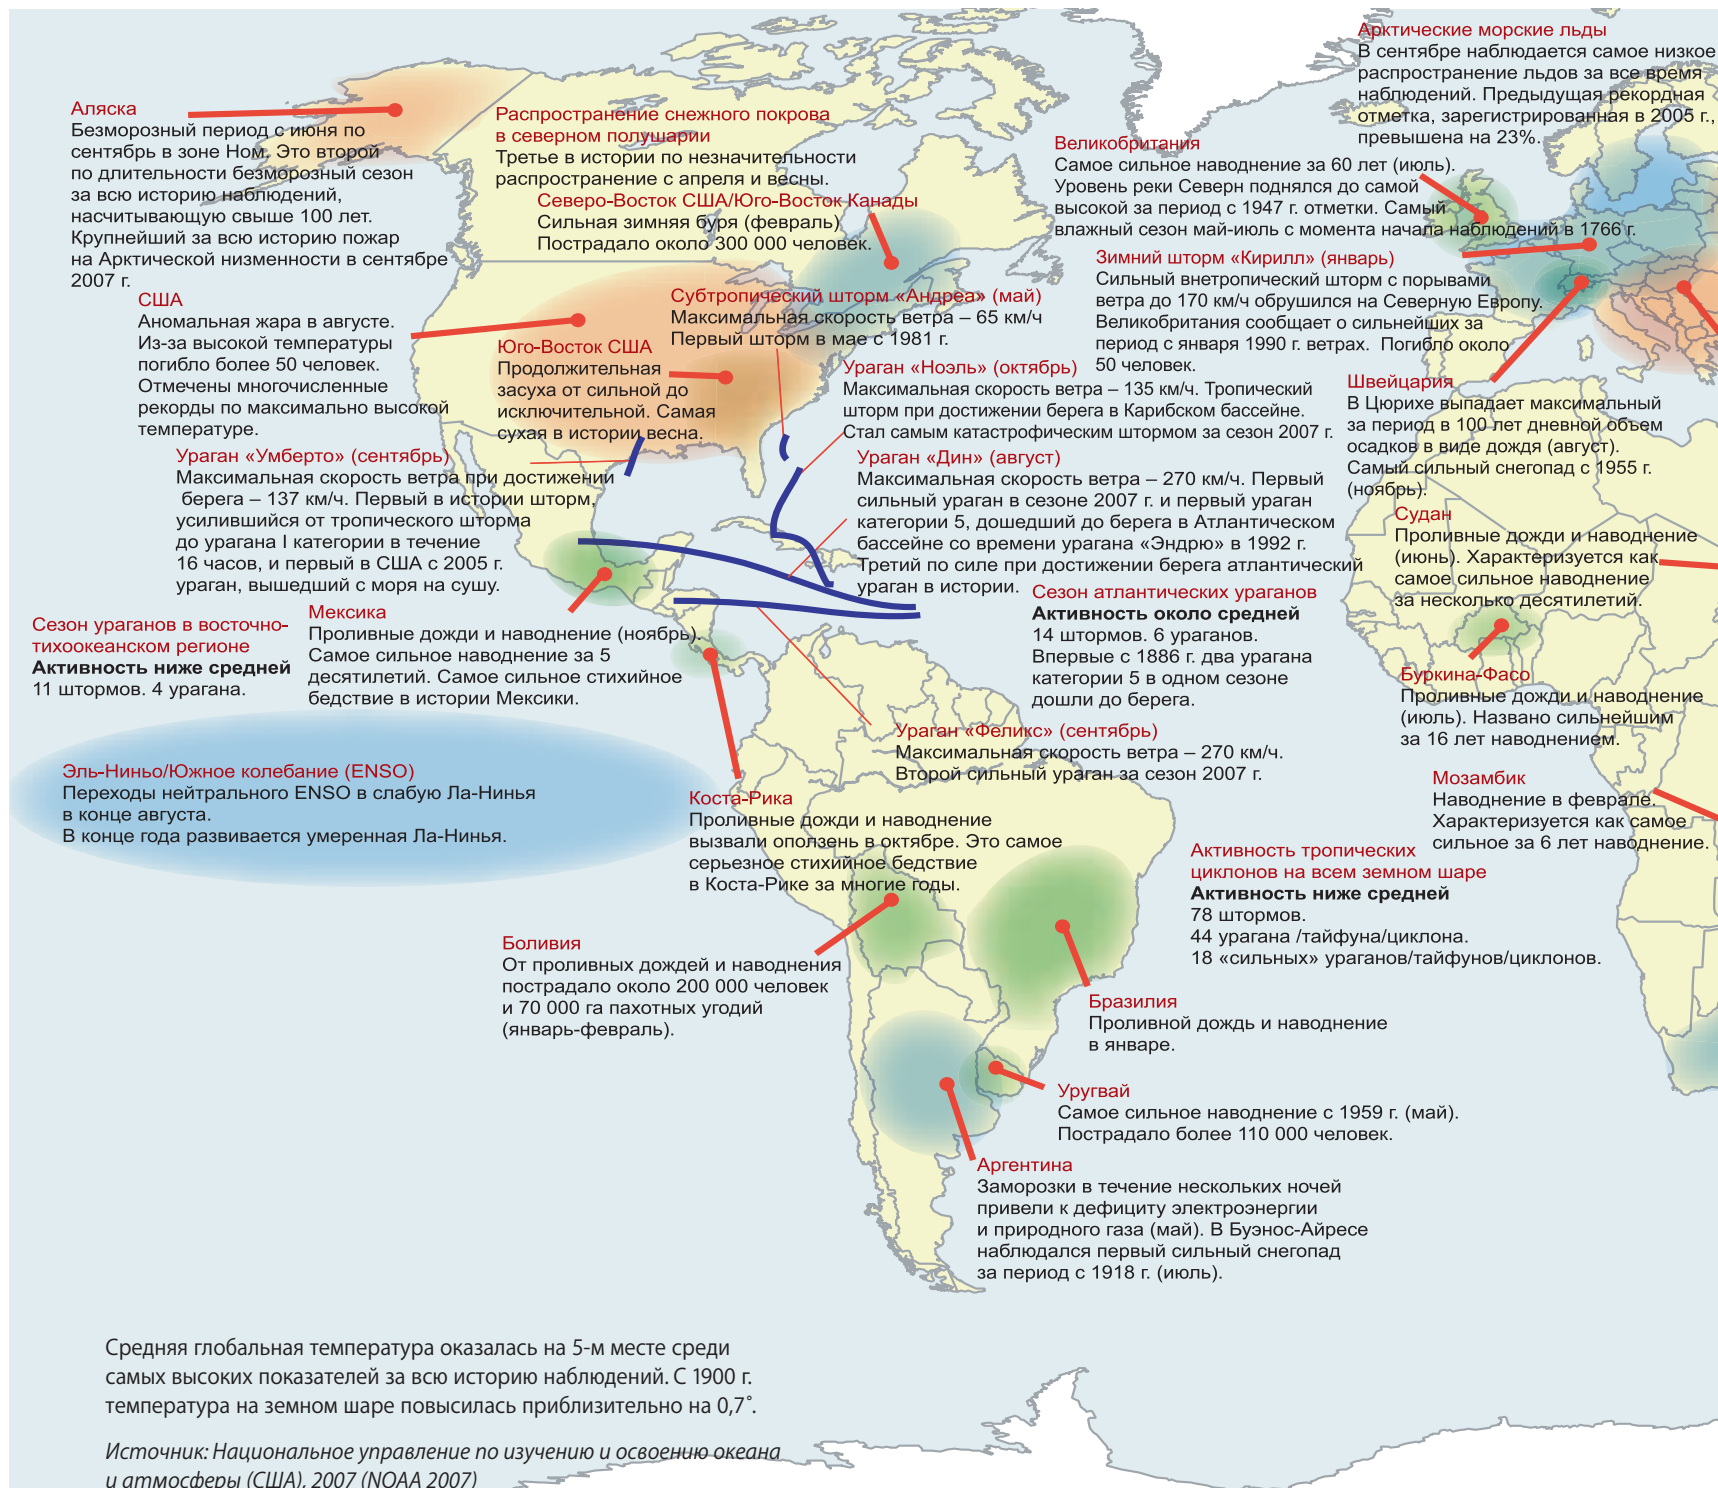 Арктические морские льды
В сентябре наблюдается самое низкое
распространение льдов за все время
наблюдений. Предыдущая рекордная
отметка, зарегистрированная в 2005 г.,
превышена на 23%.
Аляска
Безморозный период с июня по
сентябрь в зоне Ном. Это второй
по длительности безморозный сезон
за всю историю наблюдений,
насчитывающую свыше 100 лет.
Крупнейший за всю историю пожар
на Арктической низменности в сентябре
2007 г.
Распространение снежного покрова
в северном полушарии
Третье в истории по незначительности
распространение с апреля и весны.
Северо-Восток США/Юго-Восток Канады
Сильная зимняя буря (февраль)
Пострадало около 300 000 человек.
Великобритания
Самое сильное наводнение за 60 лет (июль).
Уровень реки Северн поднялся до самой
высокой за период с 1947 г. отметки. Самый
влажный сезон май-июль с момента начала наблюдений в 1766 г.
Зимний шторм «Кирилл» (январь)
Сильный внетропический шторм с порывами
ветра до 170 км/ч обрушился на Северную Европу.
Великобритания сообщает о сильнейших за
период с января 1990 г. ветрах.  Погибло около
50 человек.
США
Аномальная жара в августе.
Из-за высокой температуры
погибло более 50 человек.
Отмечены многочисленные
рекорды по максимально высокой
температуре.
Субтропический шторм «Андреа» (май)
Максимальная скорость ветра – 65 км/ч
Первый шторм в мае с 1981 г.
Юго-Восток США
Продолжительная
засуха от сильной до
исключительной. Самая
сухая в истории весна.
Ураган «Ноэль» (октябрь)
Максимальная скорость ветра – 135 км/ч. Тропический
шторм при достижении берега в Карибском бассейне.
Стал самым катастрофическим штормом за сезон 2007 г.
Швейцария
В Цюрихе выпадает максимальный
за период в 100 лет дневной объем
осадков в виде дождя (август).
Самый сильный снегопад с 1955 г.
(ноябрь).
Ураган «Умберто» (сентябрь)
Максимальная скорость ветра при достижении
берега – 137 км/ч. Первый в истории шторм,
усилившийся от тропического шторма
до урагана I категории в течение
16 часов, и первый в США с 2005 г.
ураган, вышедший с моря на сушу.
Ураган «Дин» (август)
Максимальная скорость ветра – 270 км/ч. Первый
сильный ураган в сезоне 2007 г. и первый ураган
категории 5, дошедший до берега в Атлантическом
бассейне со времени урагана «Эндрю» в 1992 г.
Третий по силе при достижении берега атлантический
ураган в истории.
Судан
Проливные дожди и наводнение
(июнь). Характеризуется как
самое сильное наводнение
за несколько десятилетий.
Сезон атлантических ураганов
Активность около средней
14 штормов. 6 ураганов.
Впервые с 1886 г. два урагана
категории 5 в одном сезоне
дошли до берега.
Сезон ураганов в восточно-
тихоокеанском регионе
Активность ниже средней
11 штормов. 4 урагана.
Мексика
Проливные дожди и наводнение (ноябрь).
Самое сильное наводнение за 5
десятилетий. Самое сильное стихийное
бедствие в истории Мексики.
Буркина-Фасо
Проливные дожди и наводнение
(июль). Названо сильнейшим
за 16 лет наводнением.
Ураган «Феликс» (сентябрь)
Максимальная скорость ветра – 270 км/ч.
Второй сильный ураган за сезон 2007 г.
Эль-Ниньо/Южное колебание (ENSO)
Переходы нейтрального ENSO в слабую Ла-Нинья
в конце августа.
В конце года развивается умеренная Ла-Нинья.
Коста-Рика
Проливные дожди и наводнение
вызвали оползень в октябре. Это самое
серьезное стихийное бедствие
в Коста-Рике за многие годы.
Мозамбик
Наводнение в феврале.
Характеризуется как самое
сильное за 6 лет наводнение.
Активность тропических
циклонов на всем земном шаре
Активность ниже средней
78 штормов.
44 урагана /тайфуна/циклона.
18 «сильных» ураганов/тайфунов/циклонов.
Боливия
От проливных дождей и наводнения
пострадало около 200 000 человек
и 70 000 га пахотных угодий
(январь-февраль).
Бразилия
Проливной дождь и наводнение
в январе.
Уругвай
Самое сильное наводнение с 1959 г. (май).
Пострадало более 110 000 человек.
Аргентина
Заморозки в течение нескольких ночей
привели к дефициту электроэнергии
и природного газа (май). В Буэнос-Айресе
наблюдался первый сильный снегопад
за период с 1918 г. (июль).
Средняя глобальная температура оказалась на 5-м месте среди
самых высоких показателей за всю историю наблюдений. С 1900 г.
температура на земном шаре повысилась приблизительно на 0,7˚.
Источник: Национальное управление по изучению и освоению океана
и атмосферы (США), 2007 (NOAA 2007)